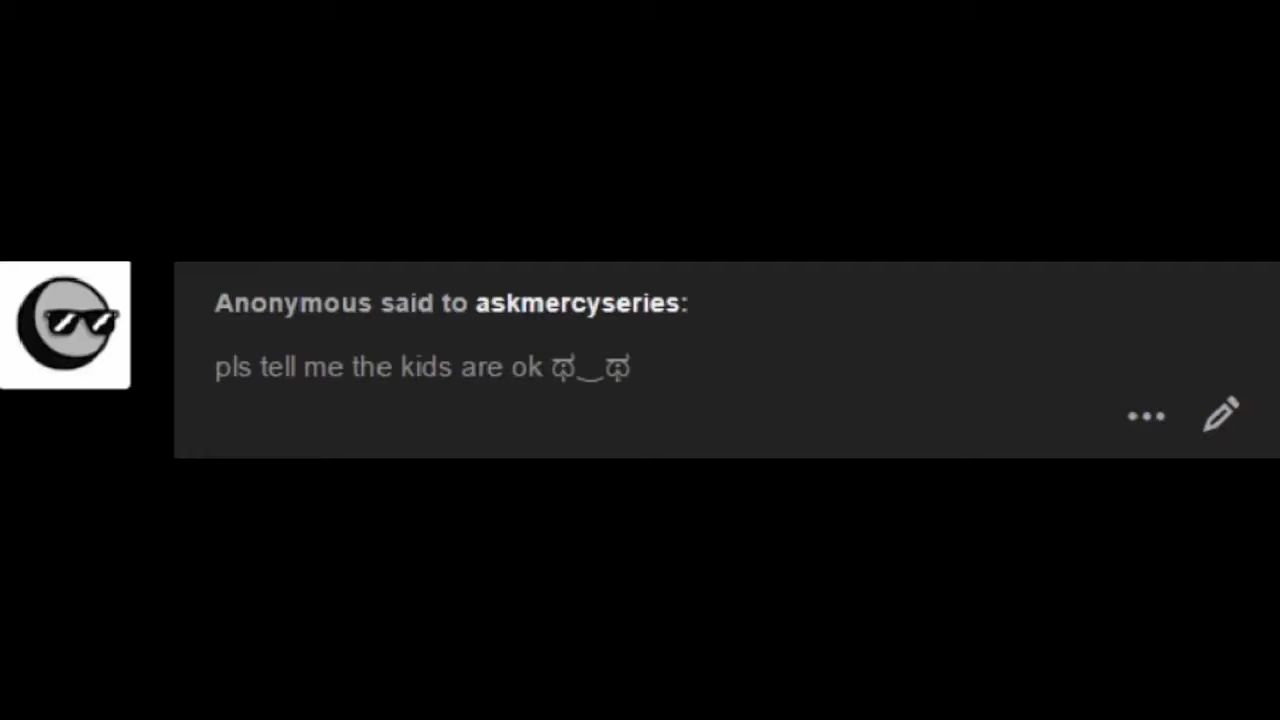 Anonymous said to askmercyseries:
pls tell me the kids are ok ಥ‿ಥ